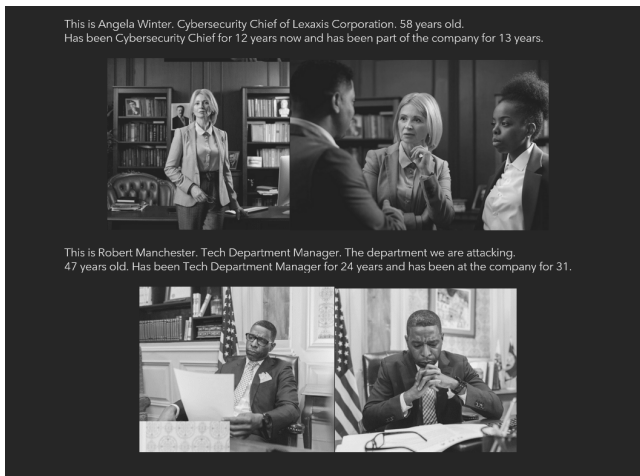 This is Angela Winter. Cybersecurity Chief of Lexaxis Corporation. 58 years old.
Has been Cybersecurity Chief for 12 years now and has been part of the company for 13 years.
This is Robert Manchester. Tech Department Manager. The department we are attacking.
47 years old. Has been Tech Department Manager for 24 years and has been at the company for 31.